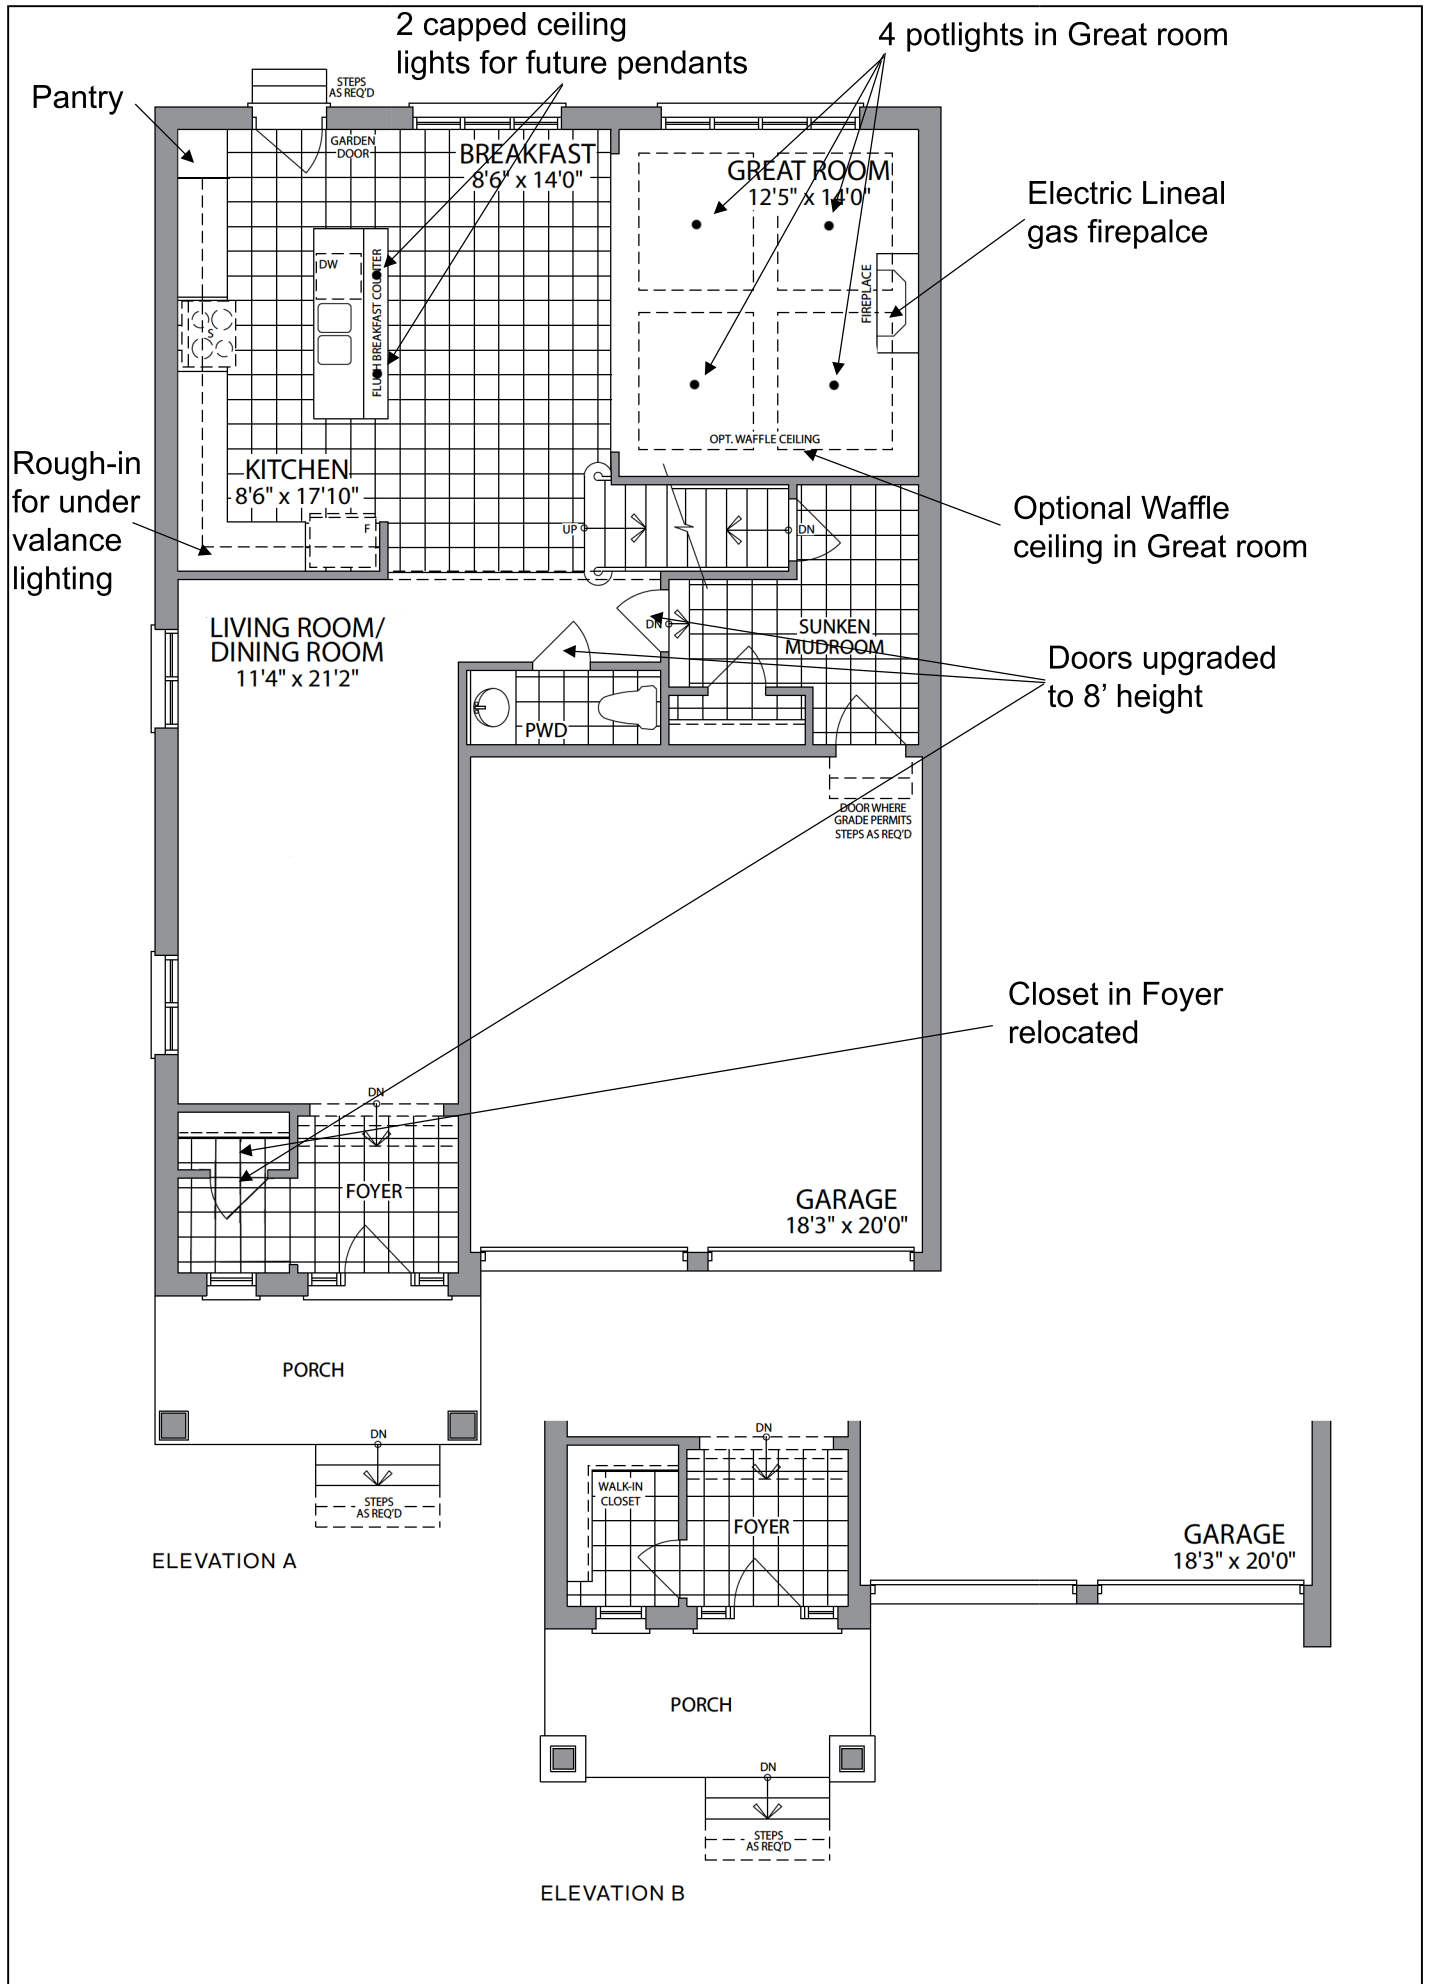 2 capped ceiling
lights for future pendants
4 potlights in Great room
Pantry
STEPS
AS REQ'D
GARDEN
DOOR
BREAKFAST
8'6" x 14'0"
GREAT ROOM
12'5" x 14'0"
Electric Lineal
gas firepalce
DW
FLUSH BREAKFAST COUNTER
FIREPLACE
S
OPT. WAFFLE CEILING
Rough-in
for under
valance
lighting
KITCHEN
8'6" x 17'10"
F
UP
DN
Optional Waffle
ceiling in Great room
LIVING ROOM/
DINING ROOM
11'4" x 21'2"
DN
SUNKEN
MUDROOM
Doors upgraded
to 8’ height
PWD
DOOR WHERE
GRADE PERMITS
STEPS AS REQ'D
Closet in Foyer
relocated
DN
FOYER
GARAGE
18'3" x 20'0"
PORCH
DN
STEPS
AS REQ'D
ELEVATION A
DN
WALK-IN
CLOSET
FOYER
GARAGE
18'3" x 20'0"
PORCH
DN
STEPS
AS REQ'D
ELEVATION B